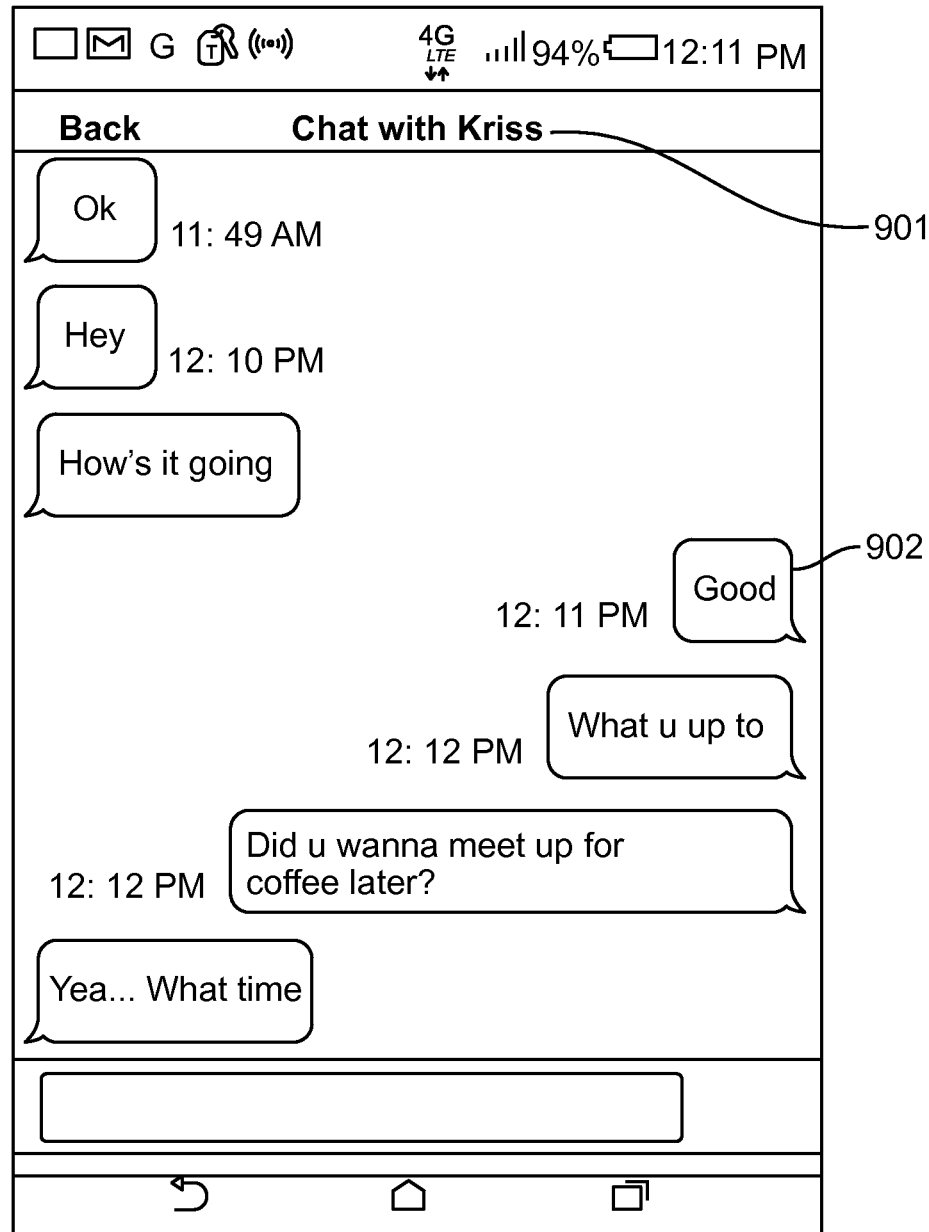 G T 4G LTE 94% 12:11 PM
Back Chat with Kriss
901
Ok
11: 49 AM
Hey
12: 10 PM
How's it going
902
Good
12: 11 PM
What u up to
12: 12 PM
Did u wanna meet up for
coffee later?
12: 12 PM
Yea... What time